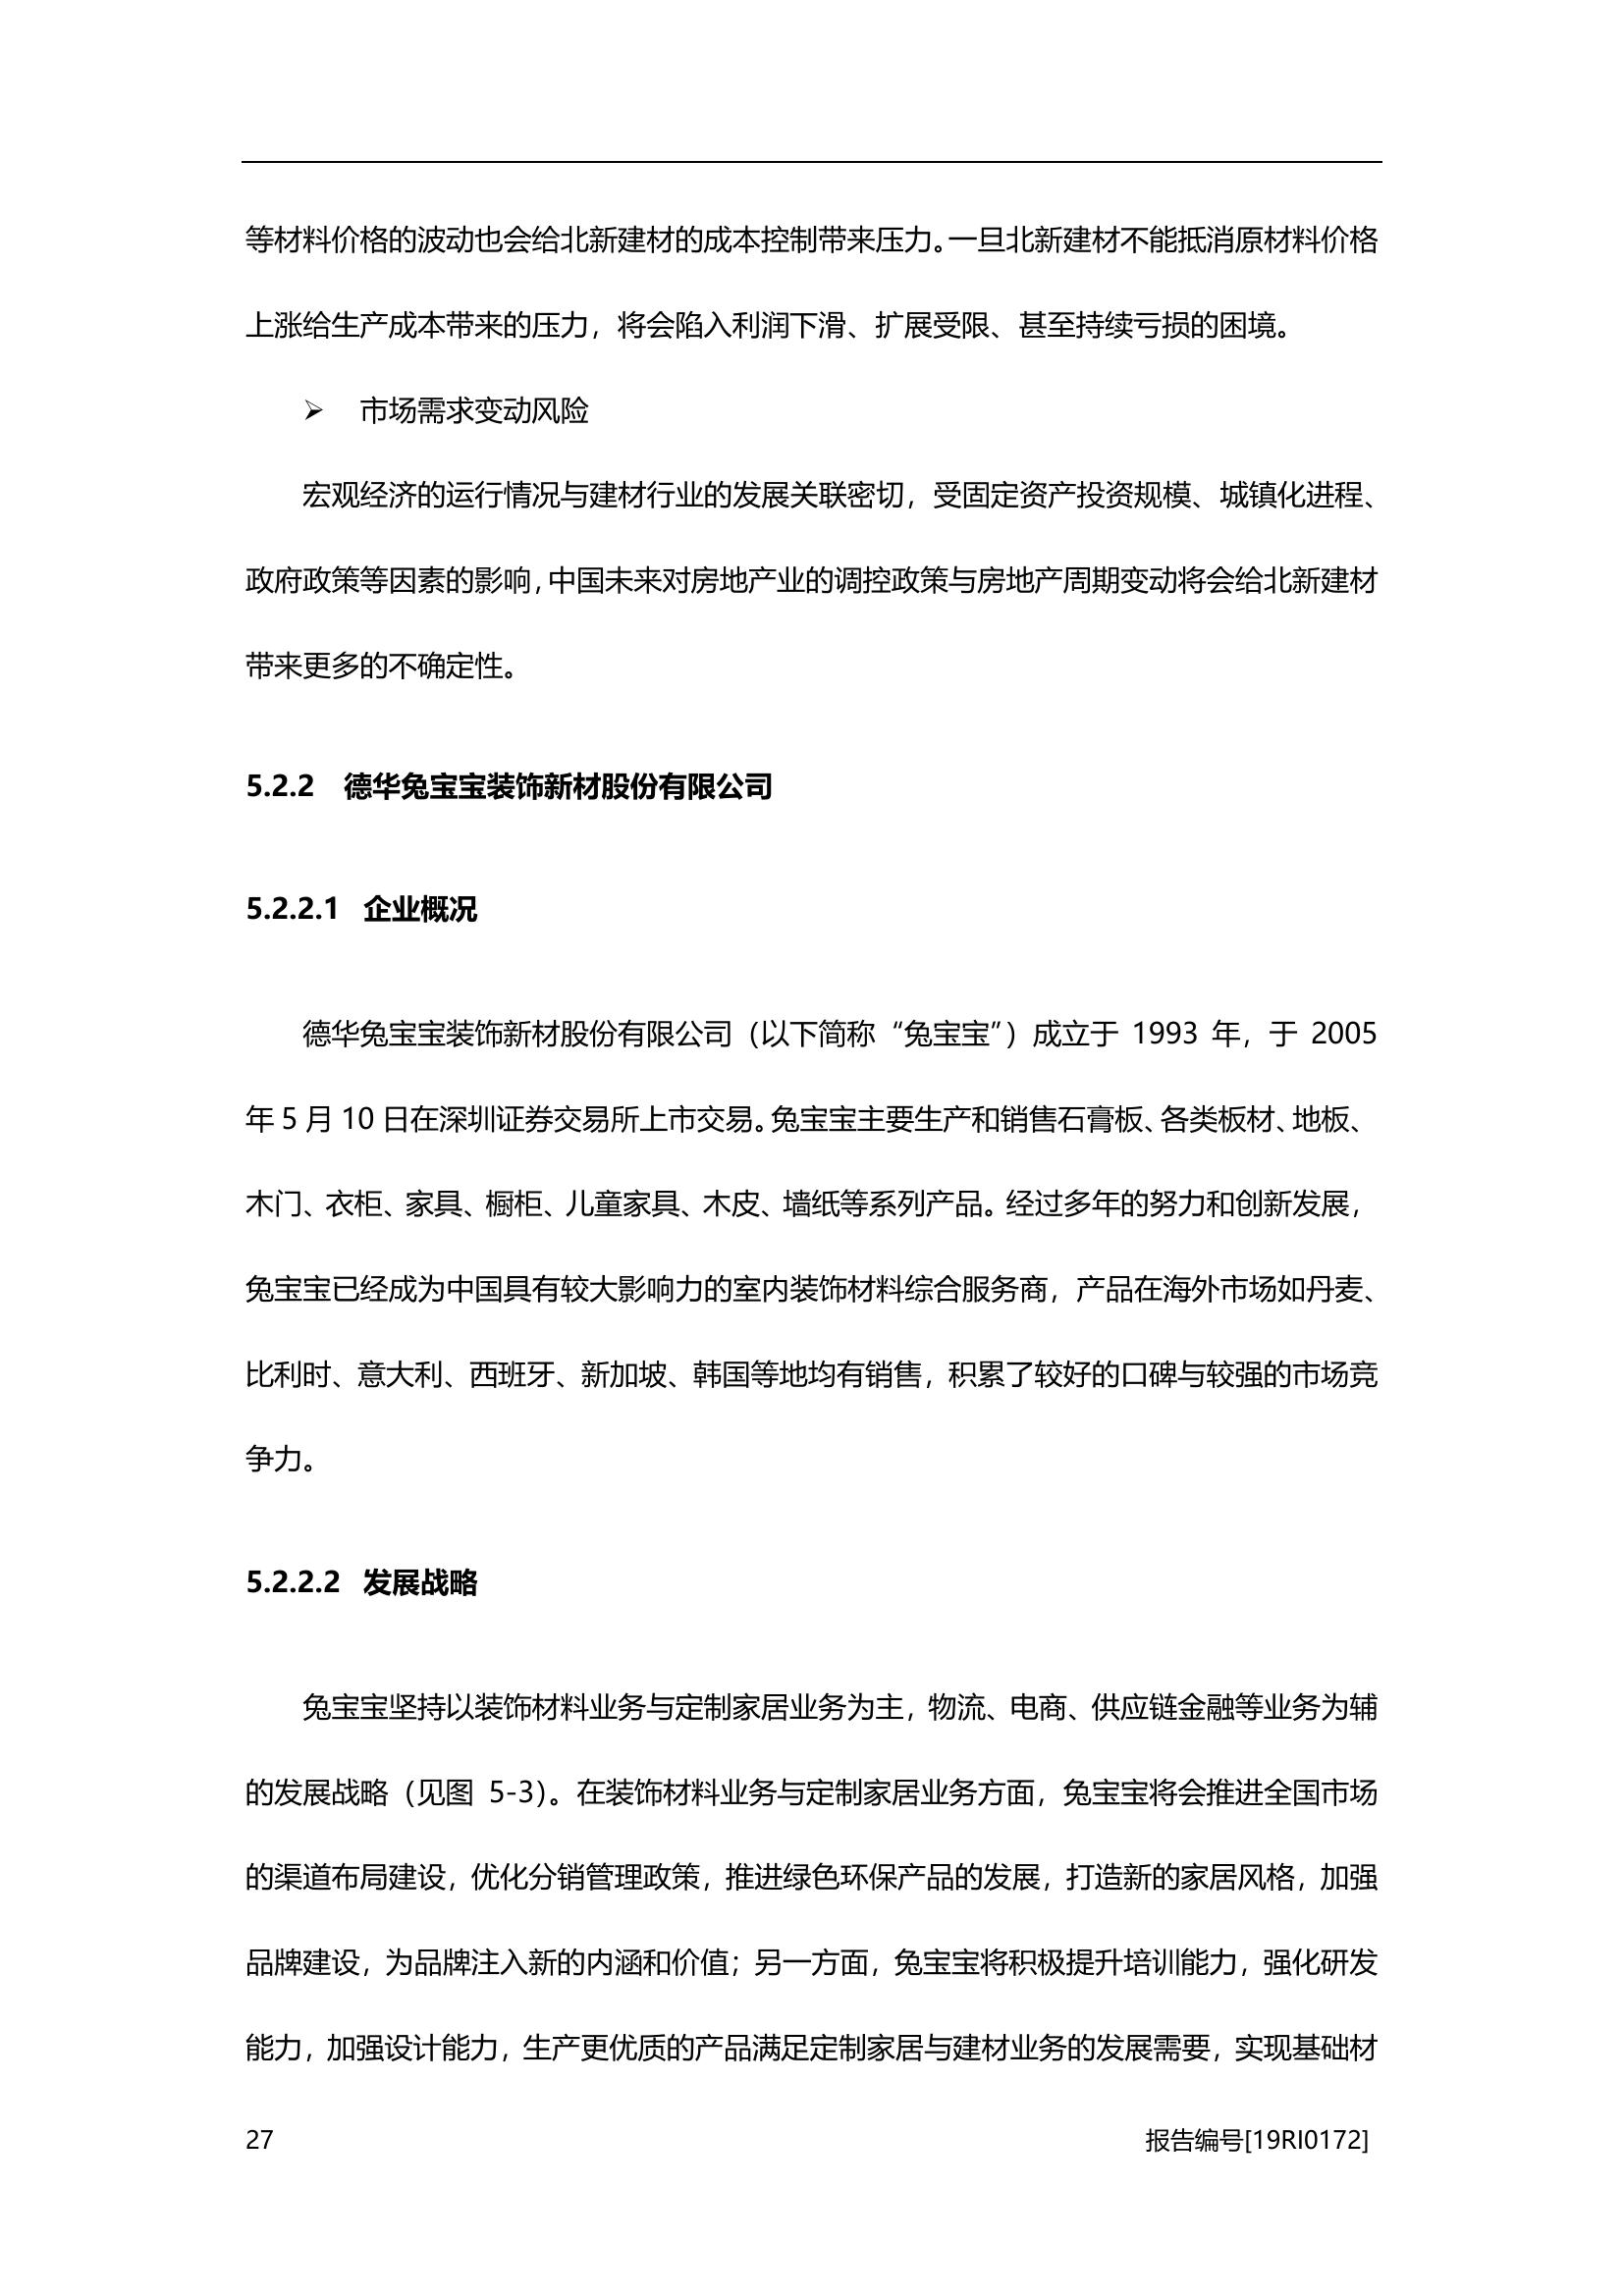 等材料价格的波动也会给北新建材的成本控制带来压力。一旦北新建材不能抵消原材料价格
上涨给生产成本带来的压力，将会陷入利润下滑、扩展受限、甚至持续亏损的困境。
➢ 市场需求变动风险
宏观经济的运行情况与建材行业的发展关联密切，受固定资产投资规模、城镇化进程、
政府政策等因素的影响，中国未来对房地产业的调控政策与房地产周期变动将会给北新建材
带来更多的不确定性。
5.2.2 德华兔宝宝装饰新材股份有限公司
5.2.2.1 企业概况
德华兔宝宝装饰新材股份有限公司（以下简称“兔宝宝”）成立于 1993 年，于 2005
年 5 月 10 日在深圳证券交易所上市交易。兔宝宝主要生产和销售石膏板、各类板材、地板、
木门、衣柜、家具、橱柜、儿童家具、木皮、墙纸等系列产品。经过多年的努力和创新发展，
兔宝宝已经成为中国具有较大影响力的室内装饰材料综合服务商，产品在海外市场如丹麦、
比利时、意大利、西班牙、新加坡、韩国等地均有销售，积累了较好的口碑与较强的市场竞
争力。
5.2.2.2 发展战略
兔宝宝坚持以装饰材料业务与定制家居业务为主，物流、电商、供应链金融等业务为辅
的发展战略（见图 5-3）。在装饰材料业务与定制家居业务方面，兔宝宝将会推进全国市场
的渠道布局建设，优化分销管理政策，推进绿色环保产品的发展，打造新的家居风格，加强
品牌建设，为品牌注入新的内涵和价值；另一方面，兔宝宝将积极提升培训能力，强化研发
能力，加强设计能力，生产更优质的产品满足定制家居与建材业务的发展需要，实现基础材
27 报告编号[19RI0172]